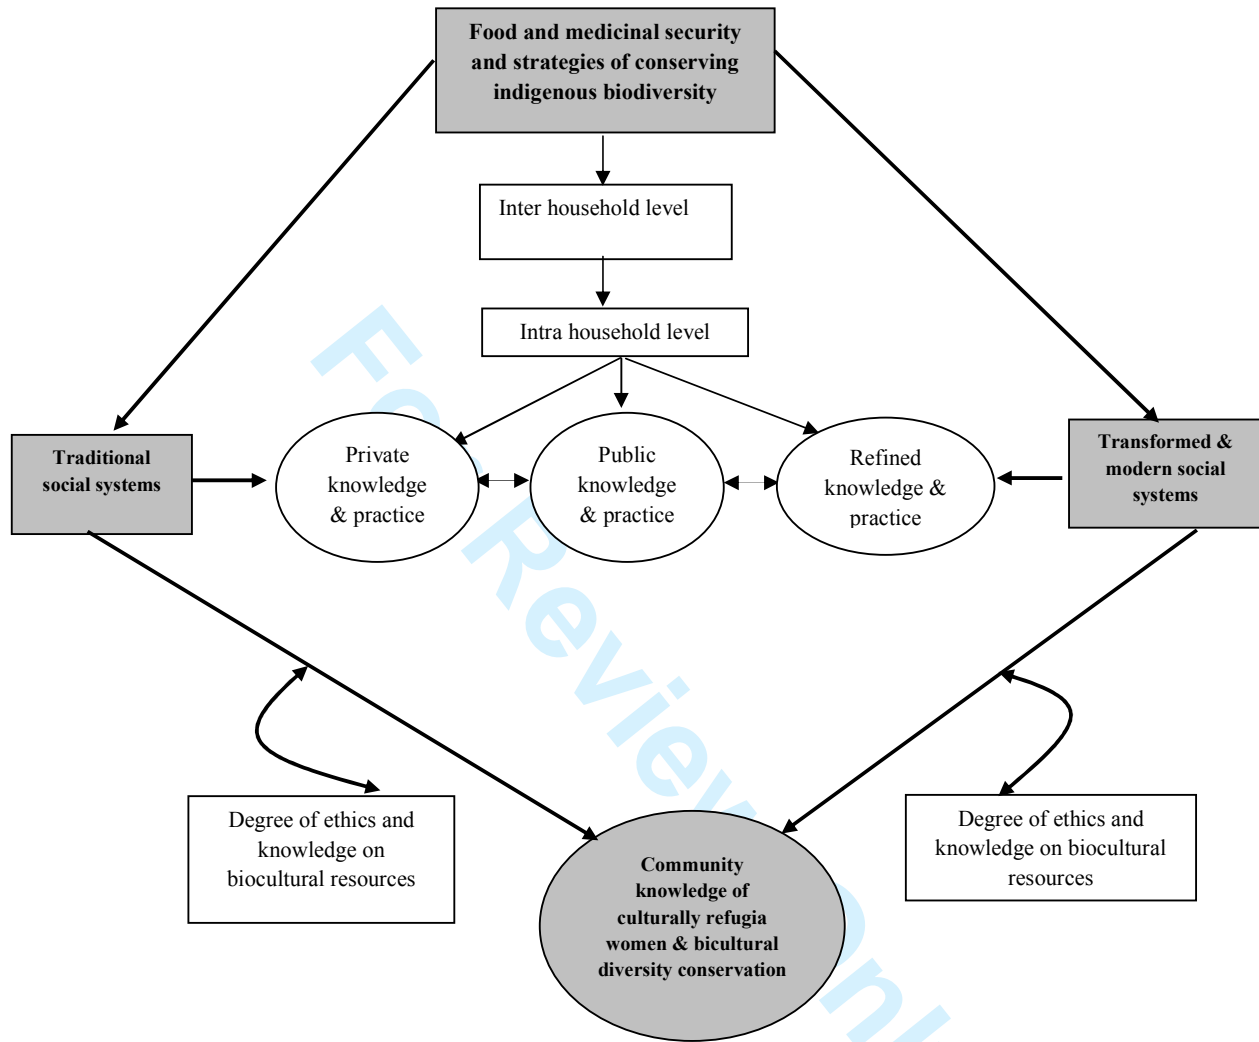 Food and medicinal security
and strategies of conserving
indigenous biodiversity
Inter household level
Intra household level
Traditional
social systems
Private
knowledge
& practice
Public
knowledge
& practice
Refined
knowledge &
practice
Transformed &
modern social
systems
Degree of ethics and
knowledge on
biocultural resources
Community
knowledge of
culturally refugia
women & bicultural
diversity conservation
Degree of ethics and
knowledge on biocultural
resources
For Review Onl